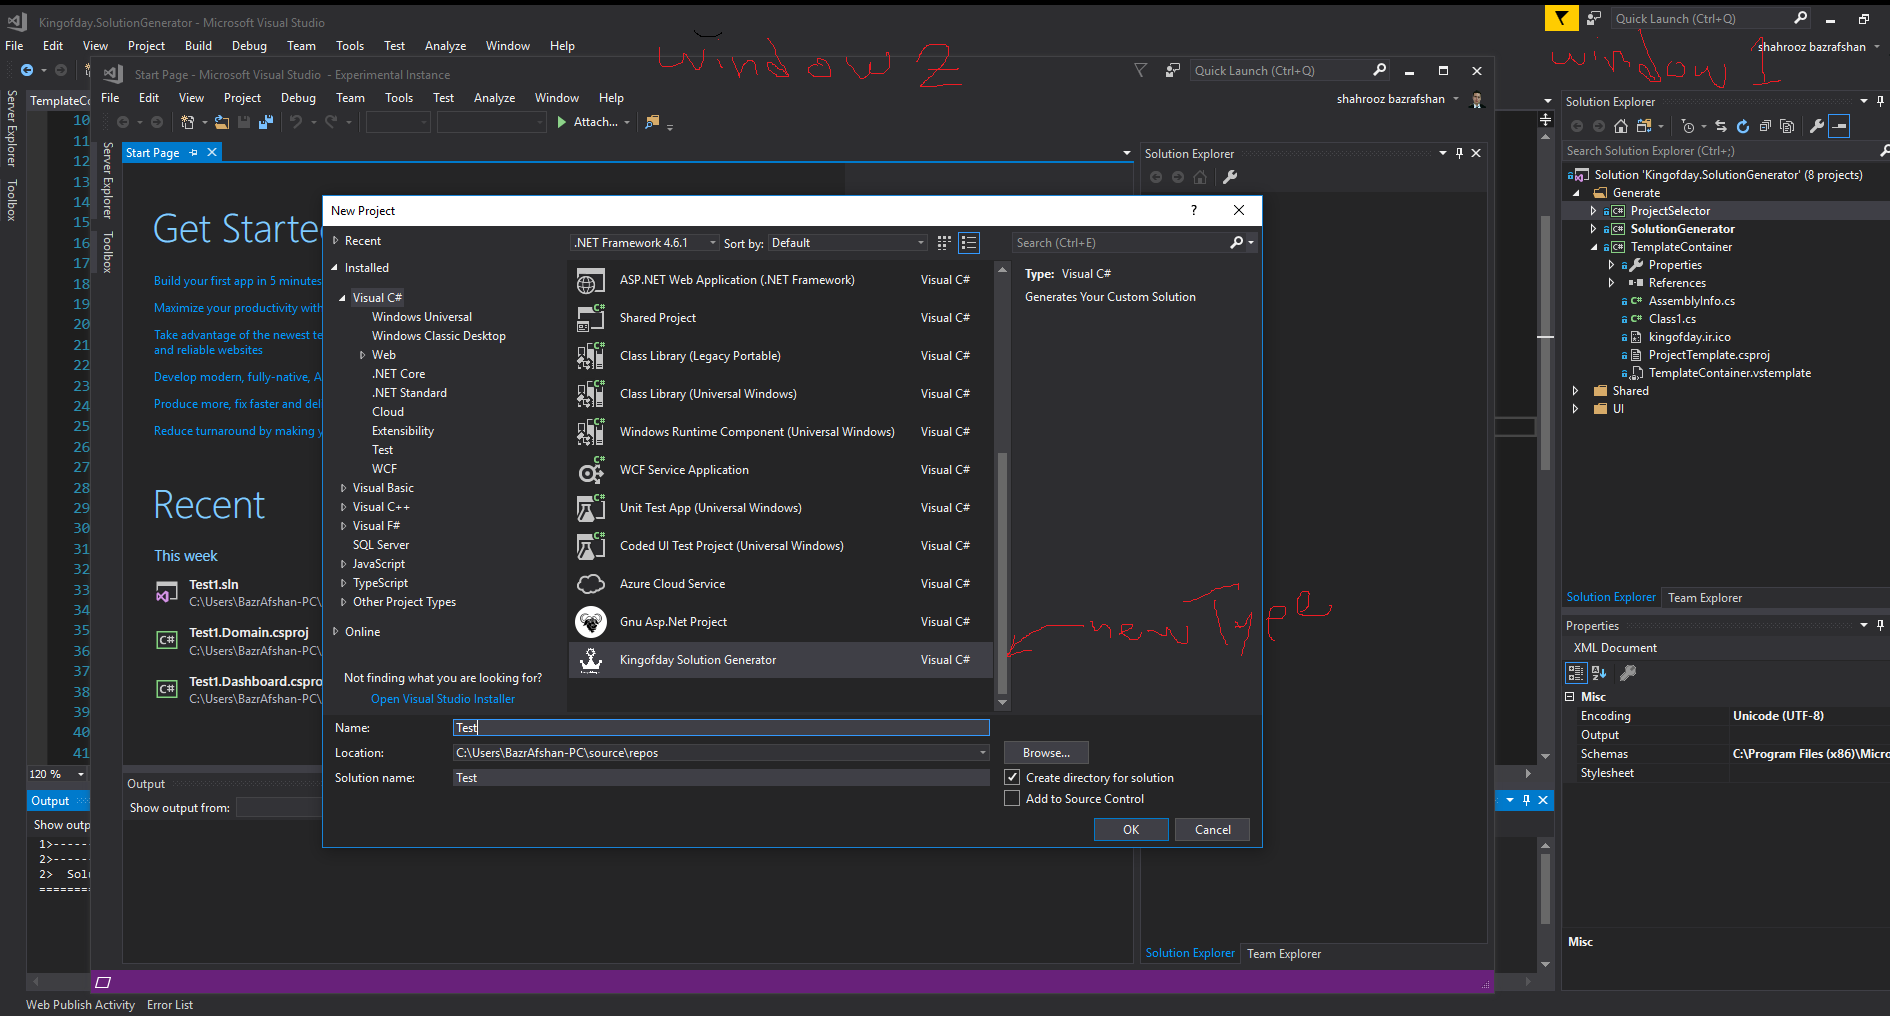 Kingofday.SolutionGenerator - Microsoft Visual Studio
Quick Launch (Ctrl+Q)
File Edit View Project Build Debug Team Tools Test Analyze Window Help
shahrooz bazrafshan
window 2
window 1
Start Page - Microsoft Visual Studio - Experimental Instance
Quick Launch (Ctrl+Q)
File Edit View Project Debug Team Tools Test Analyze Window Help
shahrooz bazrafshan
Attach...
Server Explorer
Toolbox
TemplateCo
10
11
12
13
14
15
16
17
18
19
20
21
22
23
24
25
26
27
28
29
30
31
32
33
34
35
36
37
38
39
40
41
120 %
Output
Show outp
1>-----
2>-----
2> Solu
========
Server Explorer
Toolbox
Start Page
Get Starte
Build your first app in 5 minutes
Maximize your productivity with
Take advantage of the newest te
and reliable websites
Develop modern, fully-native, A
Produce more, fix faster and del
Reduce turnaround by making y
Recent
This week
Test1.sln
C:\Users\BazrAfshan-PC\
Test1.Domain.csproj
C:\Users\BazrAfshan-PC\
Test1.Dashboard.cspro
C:\Users\BazrAfshan-PC\
Output
Show output from:
New Project
Recent
Installed
Visual C#
Windows Universal
Windows Classic Desktop
Web
.NET Core
.NET Standard
Cloud
Extensibility
Test
WCF
Visual Basic
Visual C++
Visual F#
SQL Server
JavaScript
TypeScript
Other Project Types
Online
Not finding what you are looking for?
Open Visual Studio Installer
.NET Framework 4.6.1 Sort by: Default
Search (Ctrl+E)
ASP.NET Web Application (.NET Framework) Visual C#
Shared Project Visual C#
Class Library (Legacy Portable) Visual C#
Class Library (Universal Windows) Visual C#
Windows Runtime Component (Universal Windows) Visual C#
WCF Service Application Visual C#
Unit Test App (Universal Windows) Visual C#
Coded UI Test Project (Universal Windows) Visual C#
Azure Cloud Service Visual C#
Gnu Asp.Net Project Visual C#
Kingofday Solution Generator Visual C#
Type: Visual C#
Generates Your Custom Solution
new Type
Name: Test
Location: C:\Users\BazrAfshan-PC\source\repos
Browse...
Solution name: Test
Create directory for solution
Add to Source Control
OK Cancel
Solution Explorer
Solution Explorer Team Explorer
Solution Explorer
Search Solution Explorer (Ctrl+;)
Solution 'Kingofday.SolutionGenerator' (8 projects)
Generate
ProjectSelector
SolutionGenerator
TemplateContainer
Properties
References
AssemblyInfo.cs
Class1.cs
kingofday.ir.ico
ProjectTemplate.csproj
TemplateContainer.vstemplate
Shared
UI
Solution Explorer Team Explorer
Properties
XML Document
Misc
Encoding Unicode (UTF-8)
Output
Schemas C:\Program Files (x86)\Micro
Stylesheet
Misc
Web Publish Activity Error List